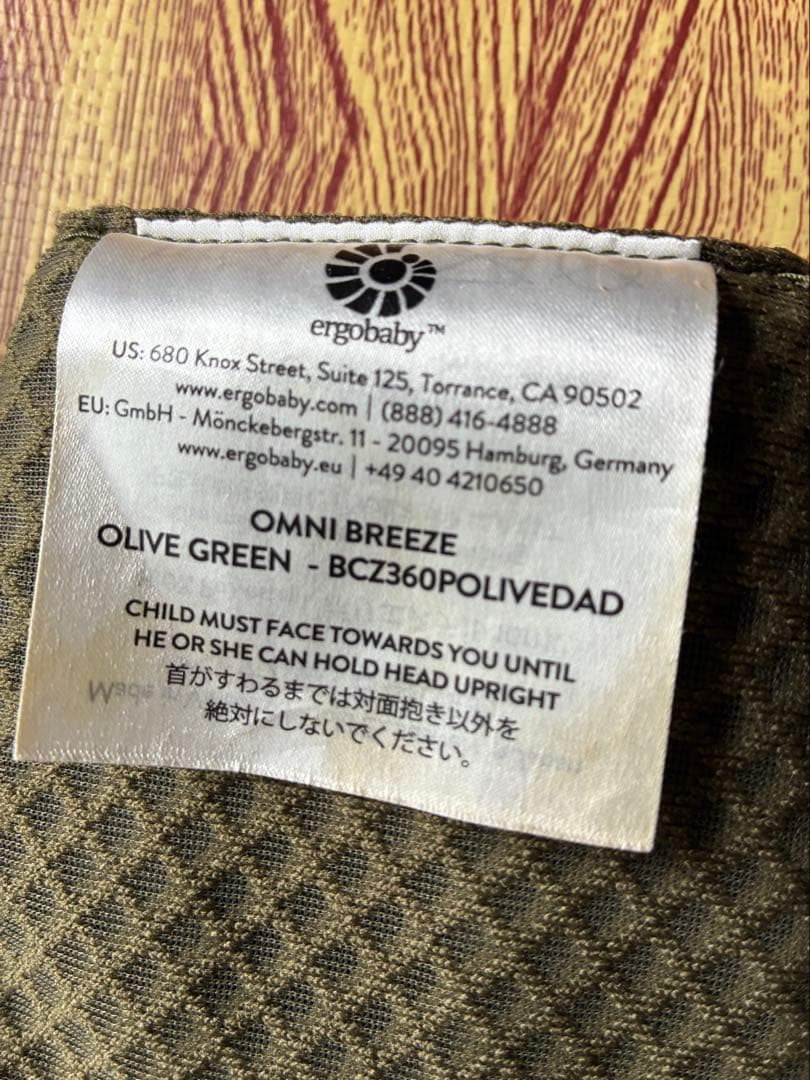 ergobaby™
US: 680 Knox Street, Suite 125, Torrance, CA 90502
www.ergobaby.com | (888) 416-4888
EU: GmbH - Mönckebergstr. 11 - 20095 Hamburg, Germany
www.ergobaby.eu | +49 40 4210650
OMNI BREEZE
OLIVE GREEN - BCZ360POLIVEDAD
CHILD MUST FACE TOWARDS YOU UNTIL
HE OR SHE CAN HOLD HEAD UPRIGHT
首がすわるまでは対面抱き以外を
絶対にしないでください。